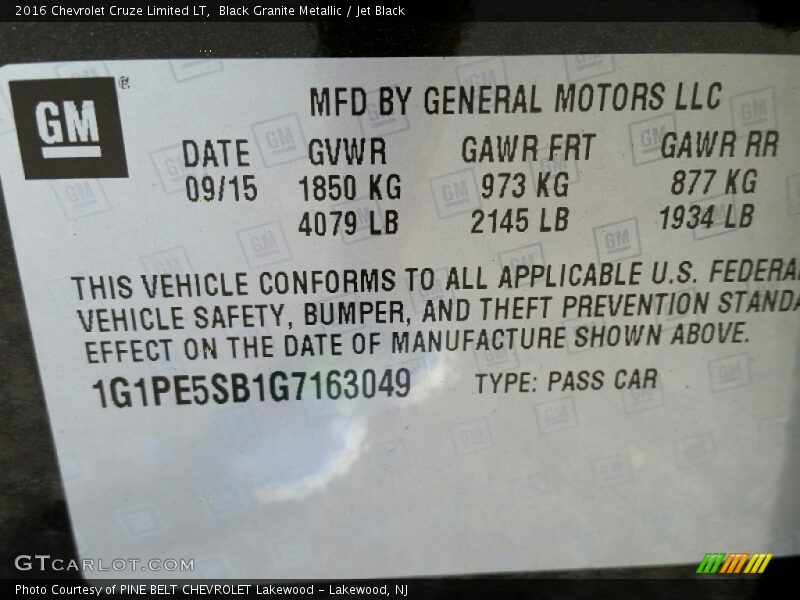 2016 Chevrolet Cruze Limited LT, Black Granite Metallic / Jet Black
GM ®
MFD BY GENERAL MOTORS LLC
DATE GVWR GAWR FRT GAWR RR
09/15 1850 KG 973 KG 877 KG
4079 LB 2145 LB 1934 LB
THIS VEHICLE CONFORMS TO ALL APPLICABLE U.S. FEDERA
VEHICLE SAFETY, BUMPER, AND THEFT PREVENTION STANDA
EFFECT ON THE DATE OF MANUFACTURE SHOWN ABOVE.
1G1PE5SB1G7163049 TYPE: PASS CAR
GTCARLOT.COM
Photo Courtesy of PINE BELT CHEVROLET Lakewood - Lakewood, NJ